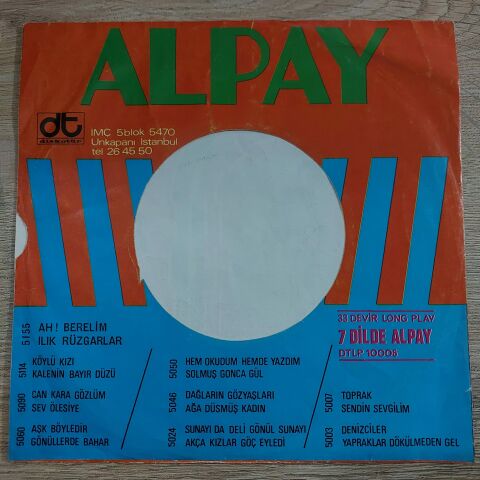 ALPAY
dt
diskotür
İMÇ 5blok 5470
Unkapanı İstanbul
tel 26 45 50
33 DEVİR LONG PLAY
7 DİLDE ALPAY
DTLP 10006
5155
AH! BERELİM
ILIK RÜZGARLAR
5114
KÖYLÜ KIZI
KALENİN BAYIR DÜZÜ
5090
CAN KARA GÖZLÜM
SEV ÖLESİYE
5060
AŞK BÖYLEDİR
GÖNÜLLERDE BAHAR
5050
HEM OKUDUM HEMDE YAZDIM
SOLMUŞ GONCA GÜL
5046
DAĞLARIN GÖZYAŞLARI
AĞA DÜŞMÜŞ KADIN
5024
SUNAYI DA DELİ GÖNÜL SUNAYI
AKÇA KIZLAR GÖÇ EYLEDİ
5007
TOPRAK
SENDİN SEVGİLİM
5003
DENİZCİLER
YAPRAKLAR DÖKÜLMEDEN GEL